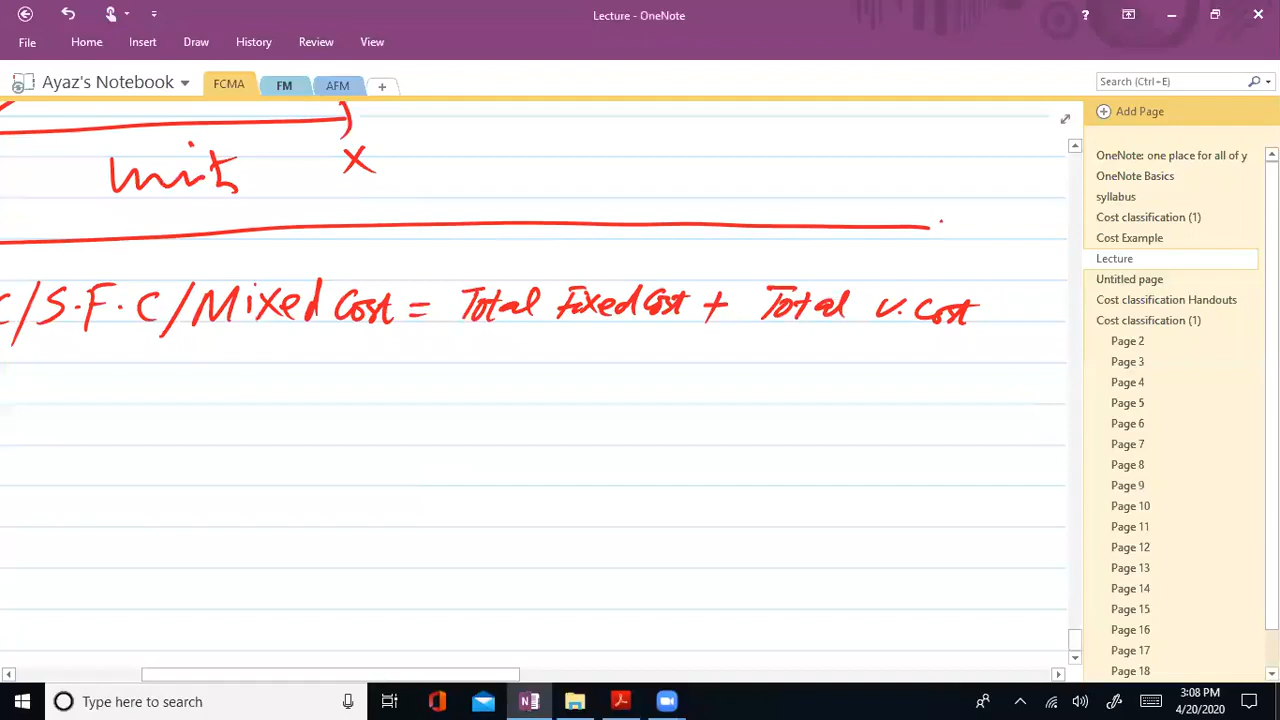 Lecture - OneNote
?
File Home Insert Draw History Review View
Ayaz's Notebook FCMA FM AFM +
Search (Ctrl+E)
Add Page
OneNote: one place for all of y
OneNote Basics
syllabus
Cost classification (1)
Cost Example
Lecture
Untitled page
Cost classification Handouts
Cost classification (1)
Page 2
Page 3
Page 4
Page 5
Page 6
Page 7
Page 8
Page 9
Page 10
Page 11
Page 12
Page 13
Page 14
Page 15
Page 16
Page 17
Page 18
Unit X
C/S.F.C/Mixed Cost = Total Fixed Cost + Total V. Cost
Type here to search
3:08 PM
4/20/2020